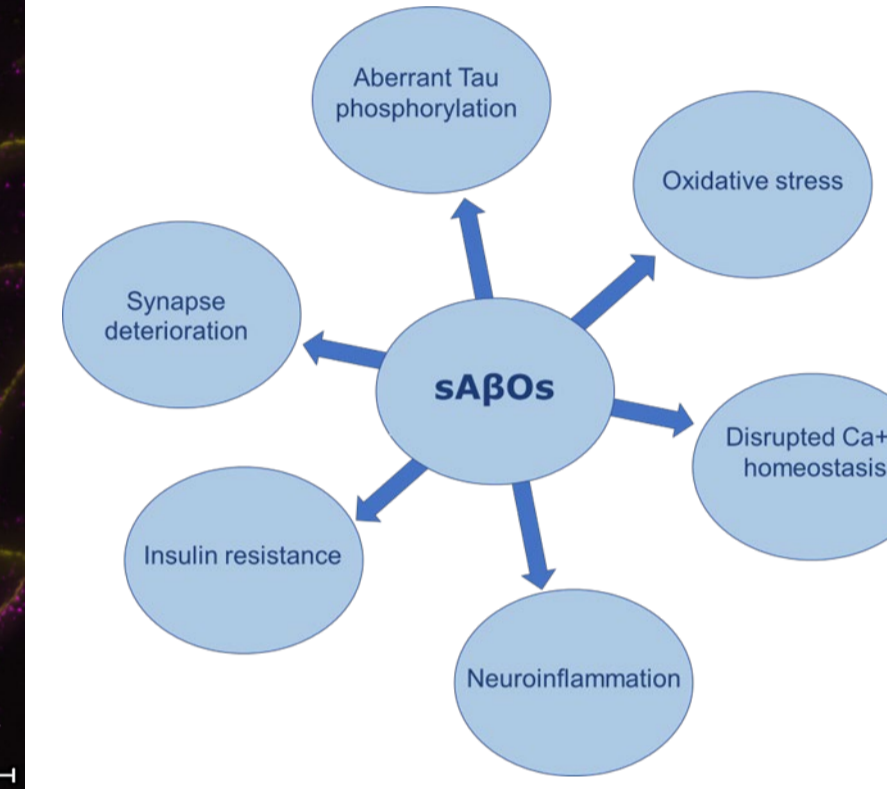 Aberrant Tau
phosphorylation
Oxidative stress
Synapse
deterioration
sAβOs
Disrupted Ca+
homeostasis
Insulin resistance
Neuroinflammation